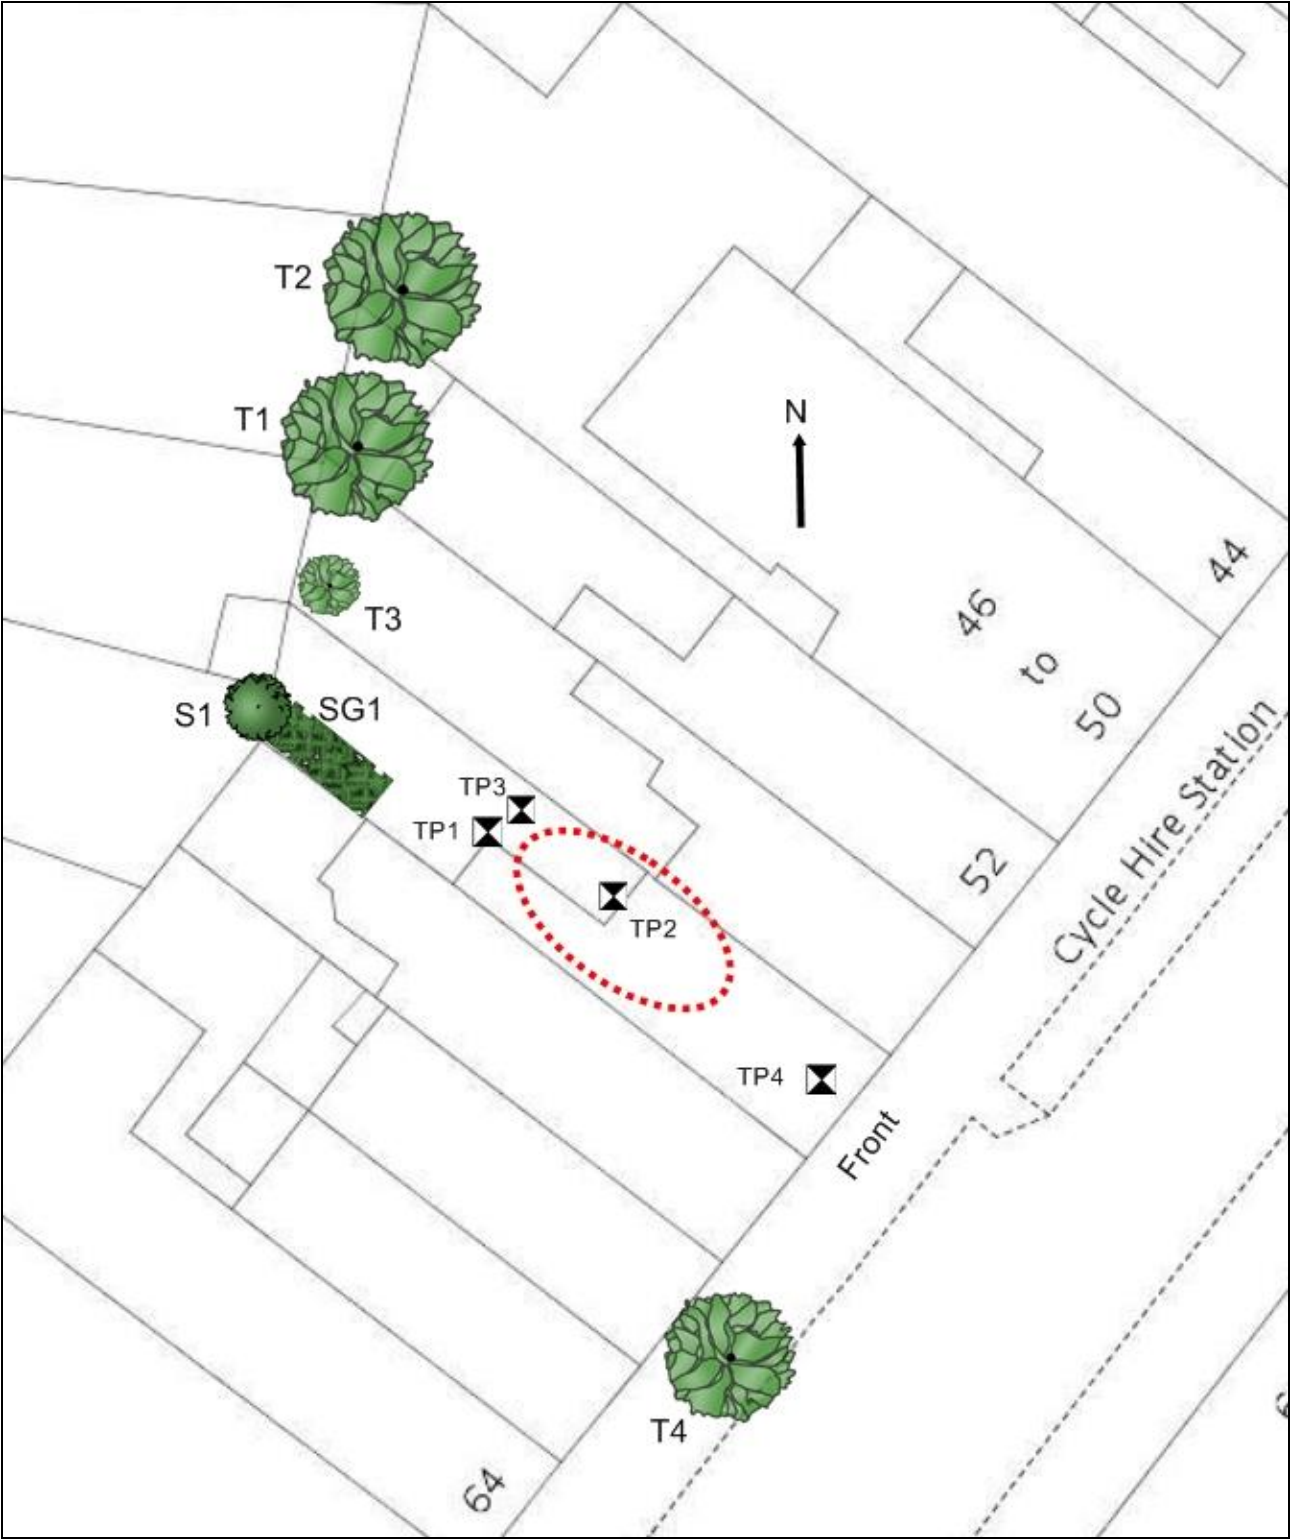 T2
T1
N
T3
44
46
to
50
S1
SG1
Cycle Hire Station
TP3
TP1
52
TP2
TP4
Front
T4
64